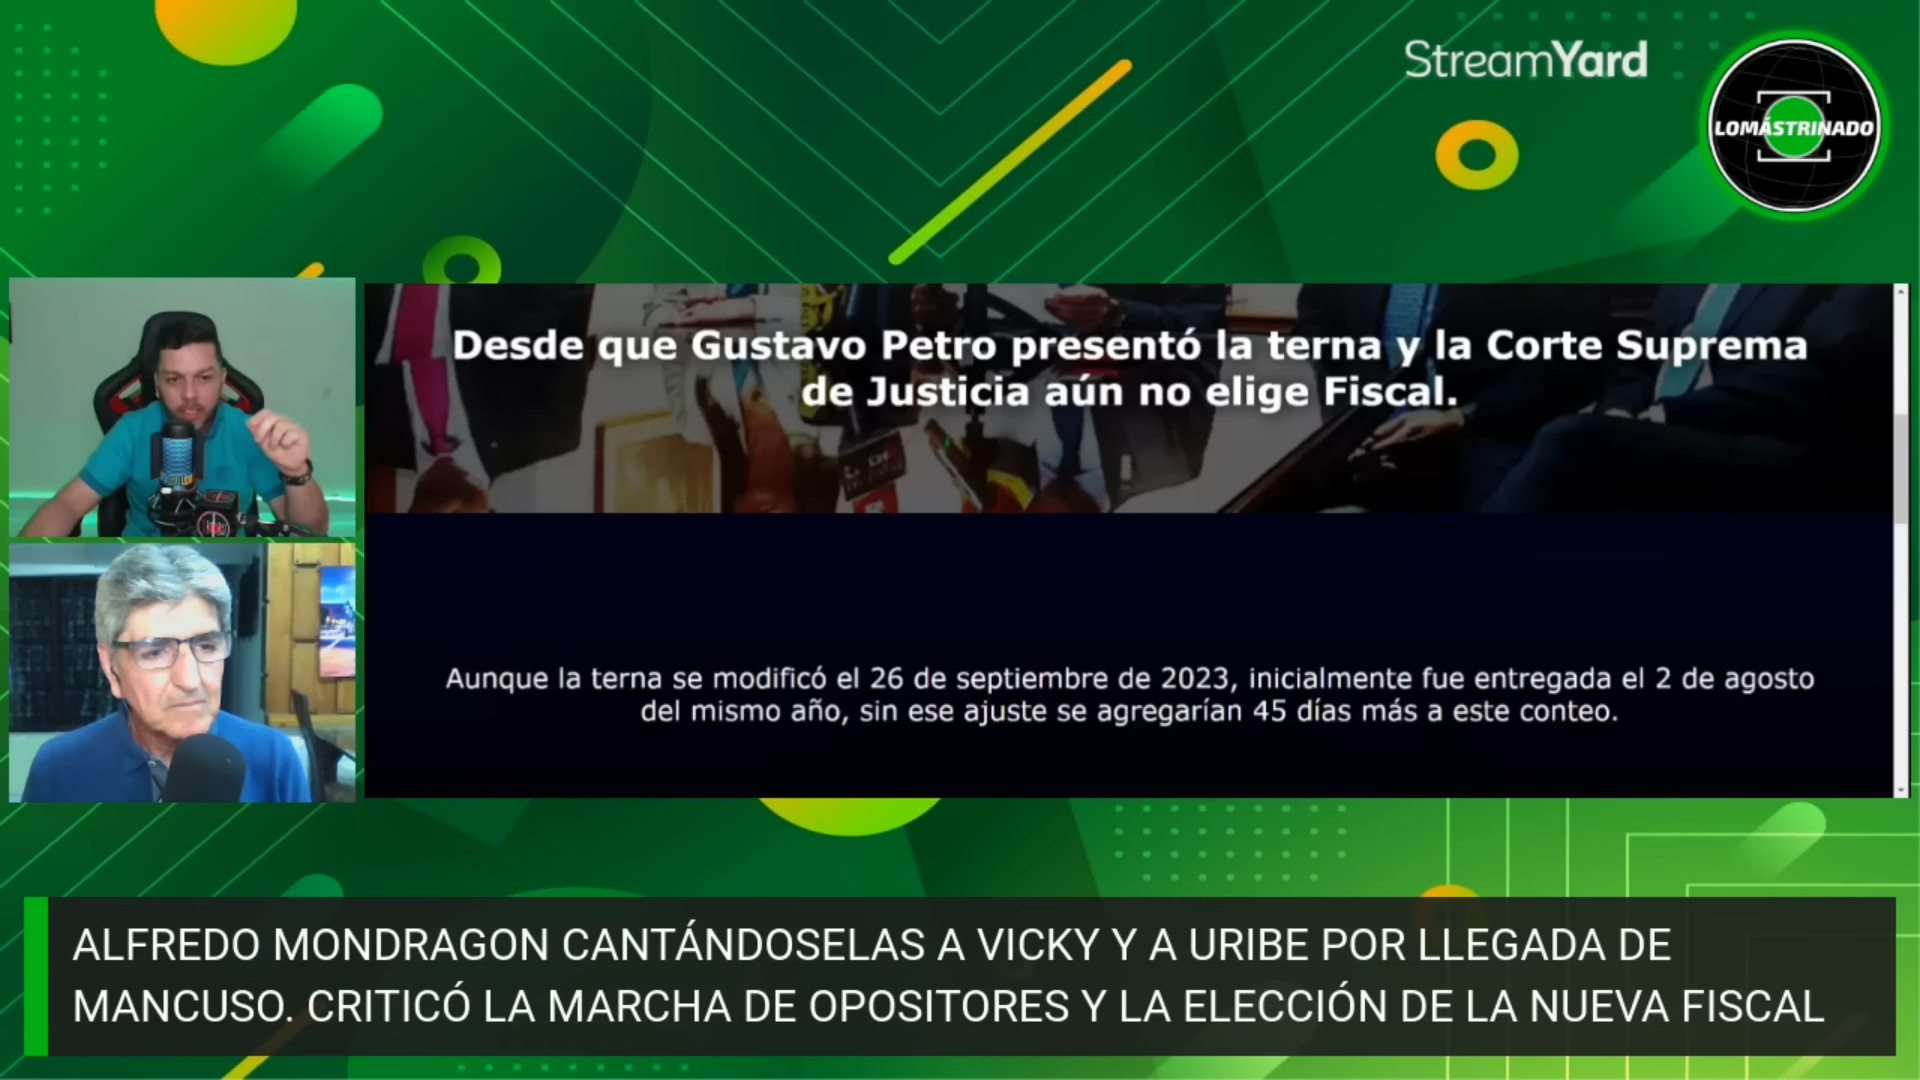 StreamYard
LOMÁSTRINADO
Desde que Gustavo Petro presentó la terna y la Corte Suprema
de Justicia aún no elige Fiscal.
Aunque la terna se modificó el 26 de septiembre de 2023, inicialmente fue entregada el 2 de agosto
del mismo año, sin ese ajuste se agregarían 45 días más a este conteo.
ALFREDO MONDRAGON CANTÁNDOSELAS A VICKY Y A URIBE POR LLEGADA DE
MANCUSO. CRITICÓ LA MARCHA DE OPOSITORES Y LA ELECCIÓN DE LA NUEVA FISCAL